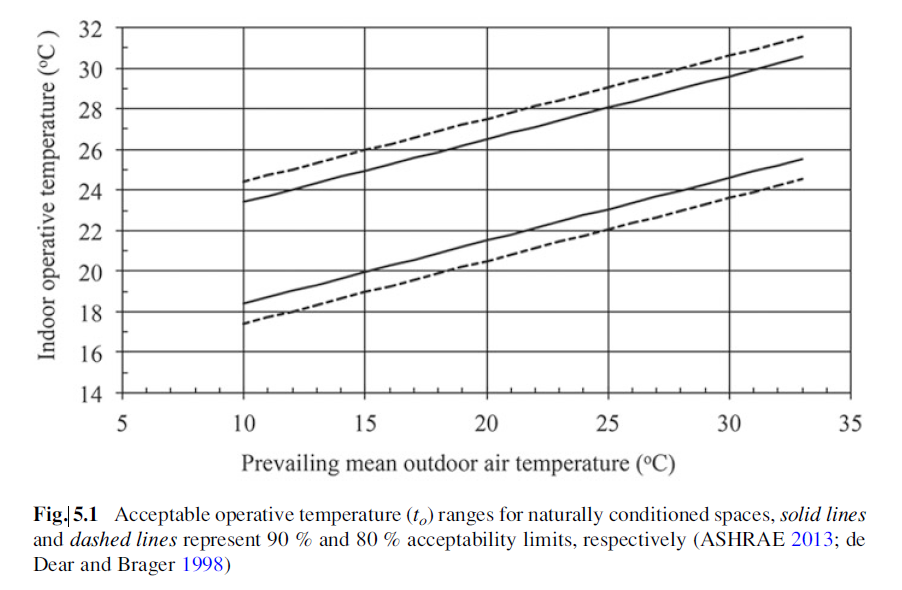 32
30
28
26
24
22
20
18
16
14
Indoor operative temperature (°C )
5 10 15 20 25 30 35
Prevailing mean outdoor air temperature (°C)
Fig. 5.1 Acceptable operative temperature (to) ranges for naturally conditioned spaces, solid lines
and dashed lines represent 90 % and 80 % acceptability limits, respectively (ASHRAE 2013; de
Dear and Brager 1998)